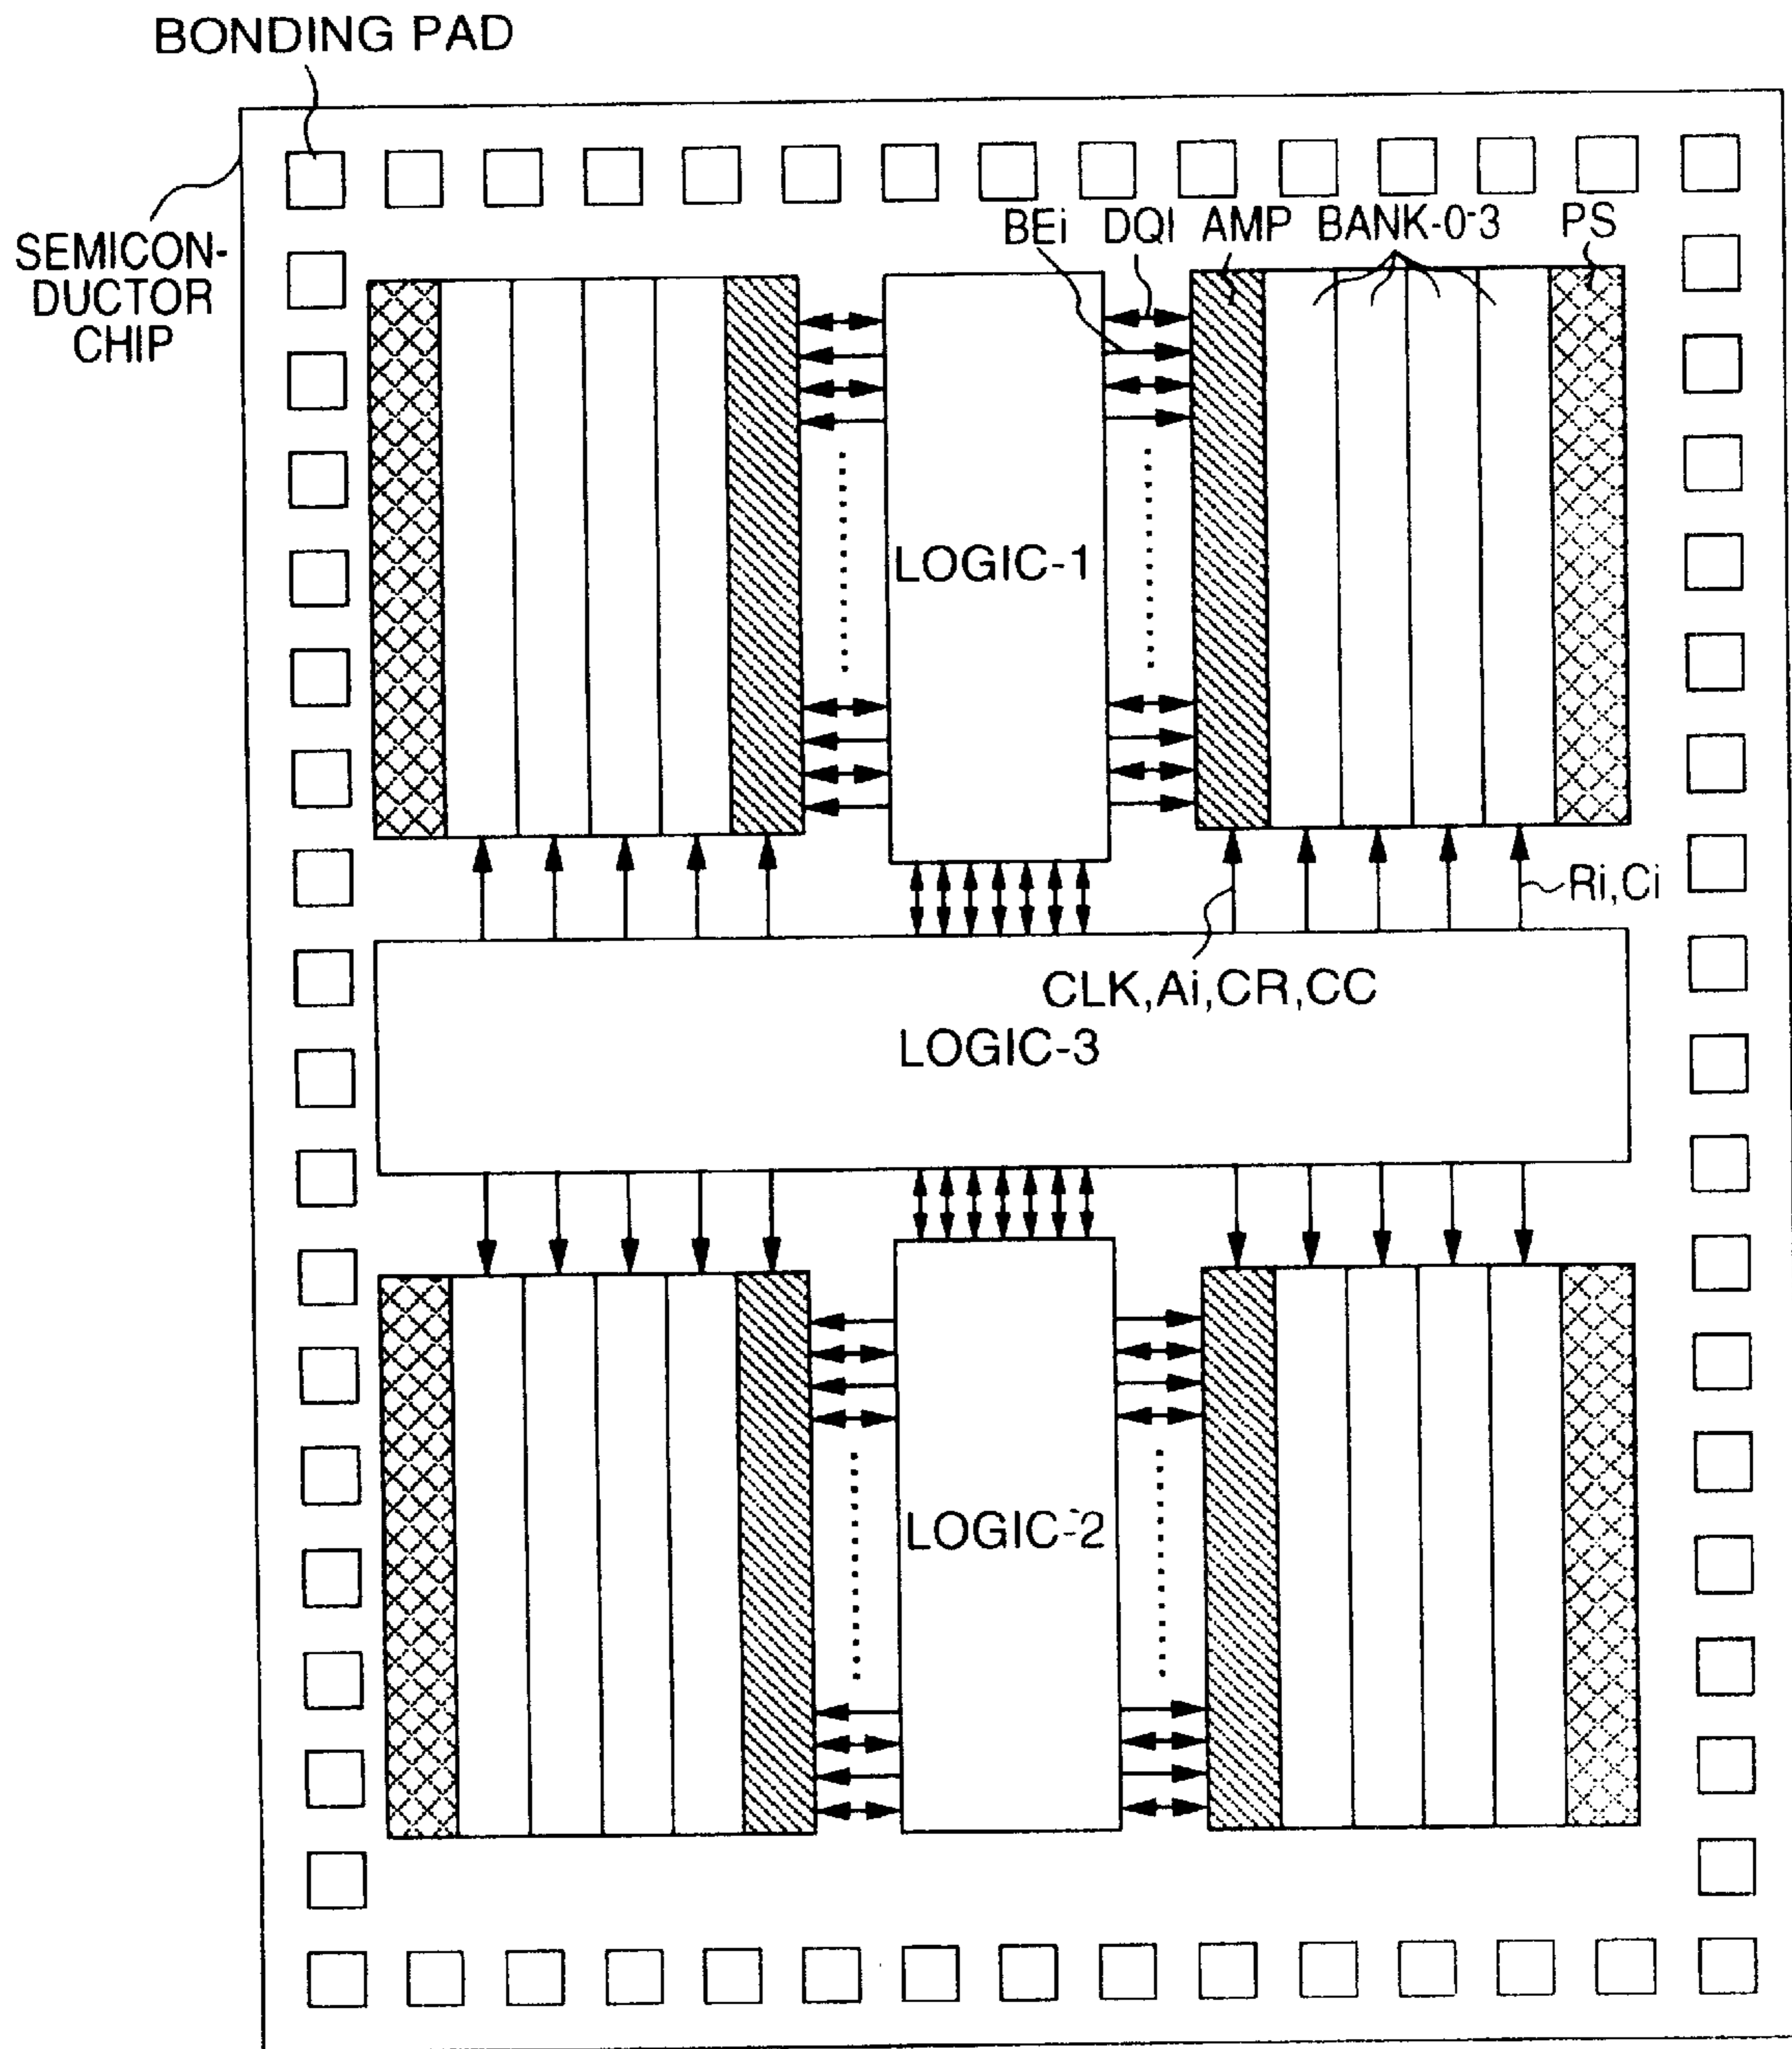 BONDING PAD
SEMICON-
DUCTOR
CHIP
BEi DQI AMP BANK-0-3 PS
LOGIC-1
Ri,Ci
CLK,Ai,CR,CC
LOGIC-3
LOGIC-2